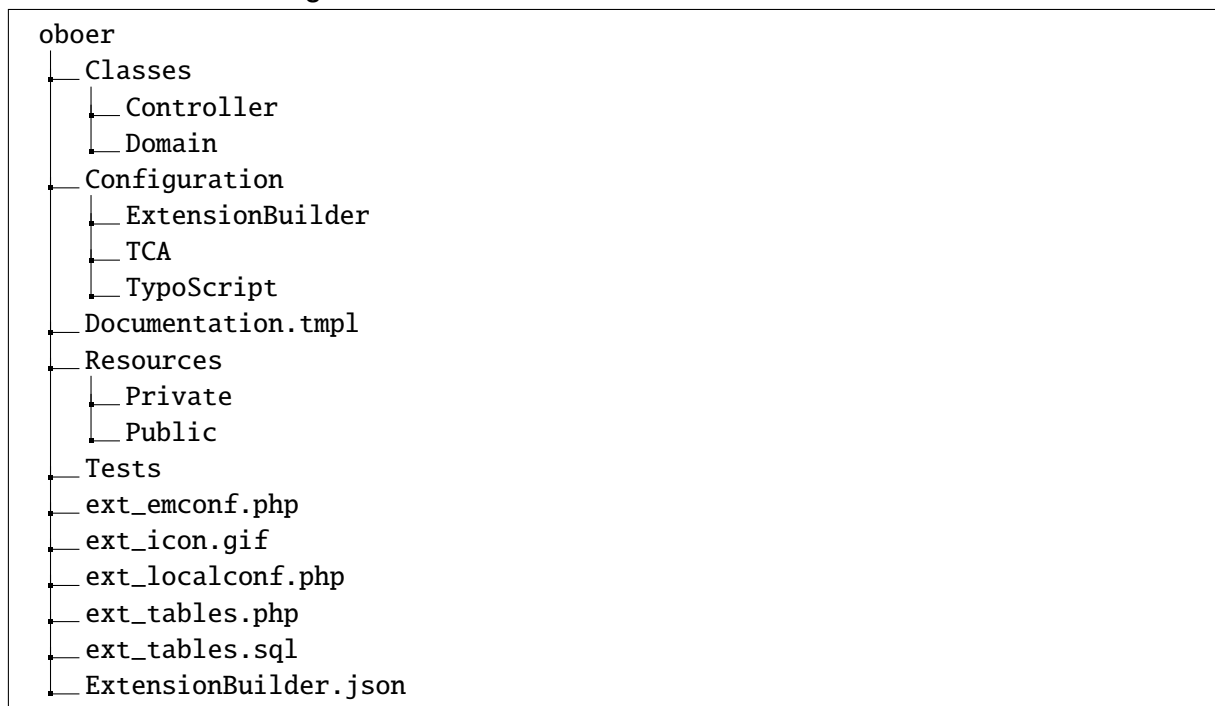 oboer
Classes
Controller
Domain
Configuration
ExtensionBuilder
TCA
TypoScript
Documentation.tmpl
Resources
Private
Public
Tests
ext_emconf.php
ext_icon.gif
ext_localconf.php
ext_tables.php
ext_tables.sql
ExtensionBuilder.json